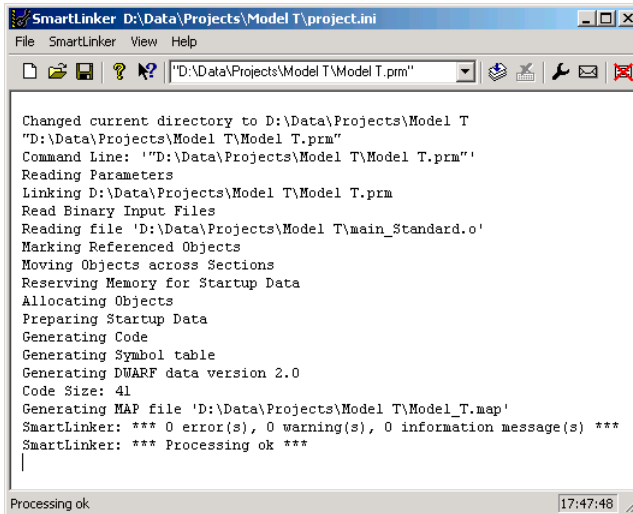 SmartLinker D:\Data\Projects\Model T\project.ini
File SmartLinker View Help
"D:\Data\Projects\Model T\Model T.prm"
Changed current directory to D:\Data\Projects\Model T
"D:\Data\Projects\Model T\Model T.prm"
Command Line: '"D:\Data\Projects\Model T\Model T.prm"'
Reading Parameters
Linking D:\Data\Projects\Model T\Model T.prm
Read Binary Input Files
Reading file 'D:\Data\Projects\Model T\main_Standard.o'
Marking Referenced Objects
Moving Objects across Sections
Reserving Memory for Startup Data
Allocating Objects
Preparing Startup Data
Generating Code
Generating Symbol table
Generating DWARF data version 2.0
Code Size: 41
Generating MAP file 'D:\Data\Projects\Model T\Model_T.map'
SmartLinker: *** 0 error(s), 0 warning(s), 0 information message(s) ***
SmartLinker: *** Processing ok ***
Processing ok 17:47:48